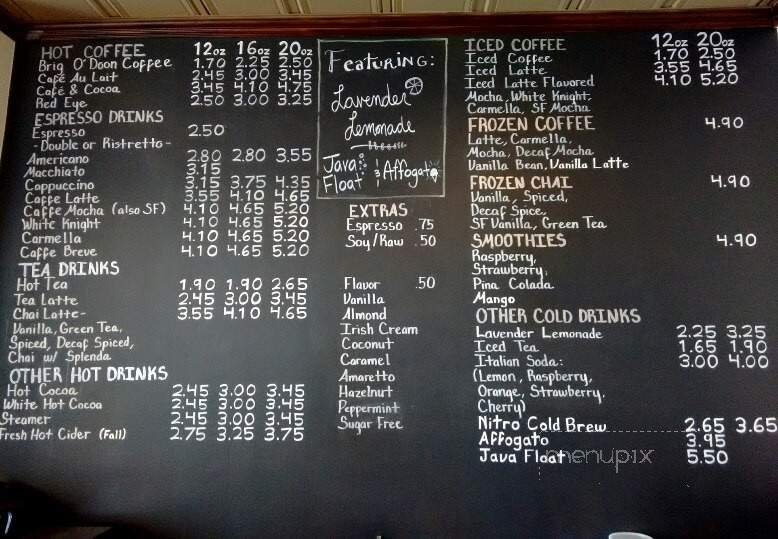 HOT COFFEE 12oz 16oz 20oz
Brig O'Doon Coffee 1.70 2.25 2.50
Café Au Lait 2.45 3.00 3.45
Café & Cocoa 3.45 4.10 4.75
Red Eye 2.50 3.00 3.25
ESPRESSO DRINKS
Espresso 2.50
-Double or Ristretto-
Americano 2.80 2.80 3.55
Macchiato 3.15
Cappuccino 3.15 3.75 4.35
Caffe Latte 3.55 4.10 4.65
Caffe Mocha (also SF) 4.10 4.65 5.20
White Knight 4.10 4.65 5.20
Carmella 4.10 4.65 5.20
Caffe Breve 4.10 4.65 5.20
TEA DRINKS
Hot Tea 1.90 1.90 2.65
Tea Latte 2.45 3.00 3.45
Chai Latte- 3.55 4.10 4.65
Vanilla, Green Tea,
Spiced, Decaf Spiced,
Chai w/ Splenda
OTHER HOT DRINKS
Hot Cocoa 2.45 3.00 3.45
White Hot Cocoa 2.45 3.00 3.45
Steamer 2.45 3.00 3.45
Fresh Hot Cider (Fall) 2.75 3.25 3.75
Featuring:
Lavender
Lemonade
Java
Float & Affogato
EXTRAS
Espresso .75
Soy/Raw .50
Flavor .50
Vanilla
Almond
Irish Cream
Coconut
Caramel
Amaretto
Hazelnut
Peppermint
Sugar Free
ICED COFFEE 12oz 20oz
Iced Coffee 1.70 2.50
Iced Latte 3.55 4.65
Iced Latte Flavored 4.10 5.20
Mocha, White Knight,
Carmella, SF Mocha
FROZEN COFFEE 4.90
Latte, Carmella,
Mocha, Decaf Mocha
Vanilla Bean, Vanilla Latte
FROZEN CHAI 4.90
Vanilla, Spiced,
Decaf Spice,
SF Vanilla, Green Tea
SMOOTHIES 4.90
Raspberry,
Strawberry,
Pina Colada
Mango
OTHER COLD DRINKS
Lavender Lemonade 2.25 3.25
Iced Tea 1.65 1.90
Italian Soda: 3.00 4.00
(Lemon, Raspberry,
Orange, Strawberry,
Cherry)
Nitro Cold Brew 2.65 3.65
Affogato 3.95
Java Float 5.50
menupix